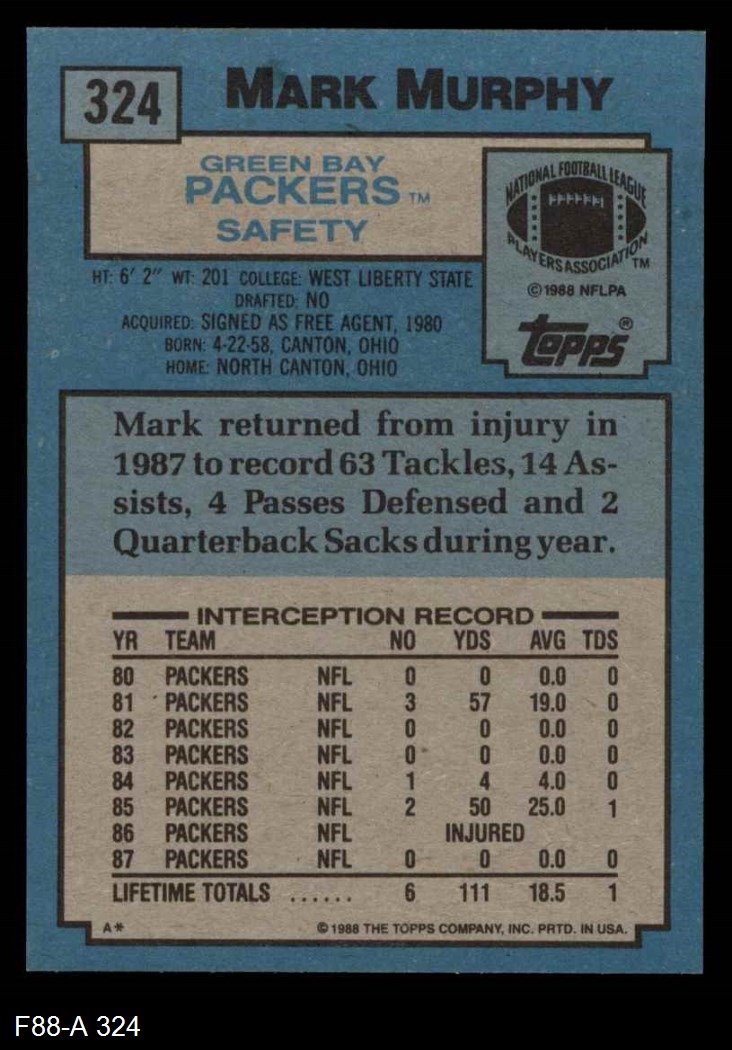 324
MARK MURPHY
GREEN BAY
PACKERS TM
SAFETY
NATIONAL FOOTBALL LEAGUE
PLAYERS ASSOCIATION TM
© 1988 NFLPA
topps®
HT: 6' 2" WT: 201 COLLEGE: WEST LIBERTY STATE
DRAFTED: NO
ACQUIRED: SIGNED AS FREE AGENT, 1980
BORN: 4-22-58, CANTON, OHIO
HOME: NORTH CANTON, OHIO
Mark returned from injury in
1987 to record 63 Tackles, 14 As-
sists, 4 Passes Defensed and 2
Quarterback Sacks during year.
INTERCEPTION RECORD
YR TEAM NO YDS AVG TDS
80 PACKERS NFL 0 0 0.0 0
81 PACKERS NFL 3 57 19.0 0
82 PACKERS NFL 0 0 0.0 0
83 PACKERS NFL 0 0 0.0 0
84 PACKERS NFL 1 4 4.0 0
85 PACKERS NFL 2 50 25.0 1
86 PACKERS NFL INJURED
87 PACKERS NFL 0 0 0.0 0
LIFETIME TOTALS ...... 6 111 18.5 1
A* © 1988 THE TOPPS COMPANY, INC. PRTD. IN USA.
F88-A 324